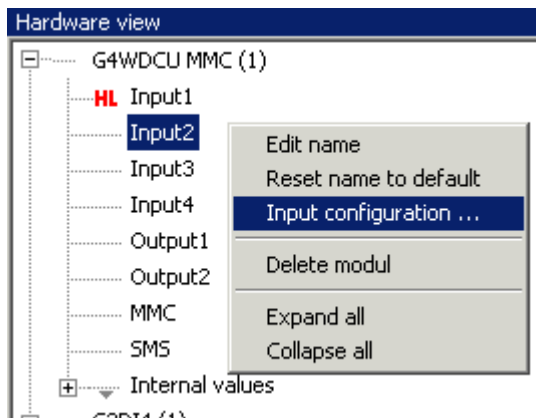 Hardware view
G4WDCU MMC (1)
HL Input1
Input2
Input3
Input4
Output1
Output2
MMC
SMS
Internal values
Edit name
Reset name to default
Input configuration ...
Delete modul
Expand all
Collapse all